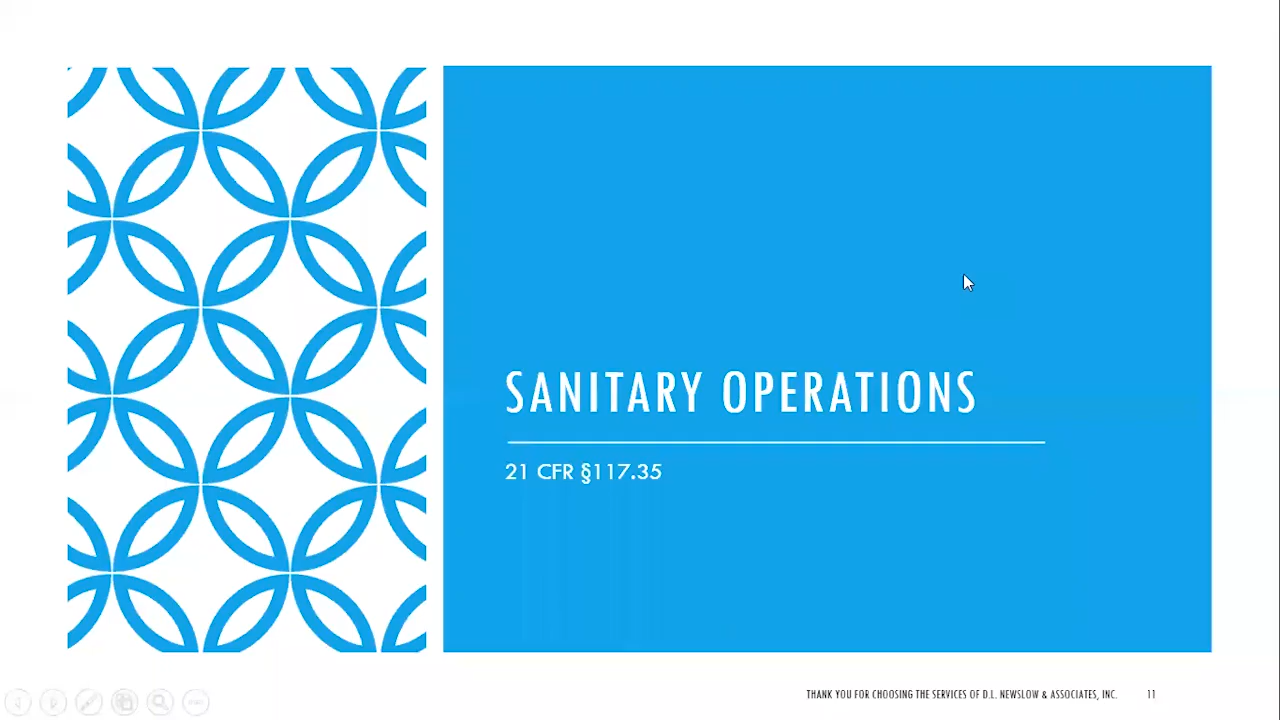 SANITARY OPERATIONS
21 CFR §117.35
THANK YOU FOR CHOOSING THE SERVICES OF D.L. NEWSLOW & ASSOCIATES, INC. 11